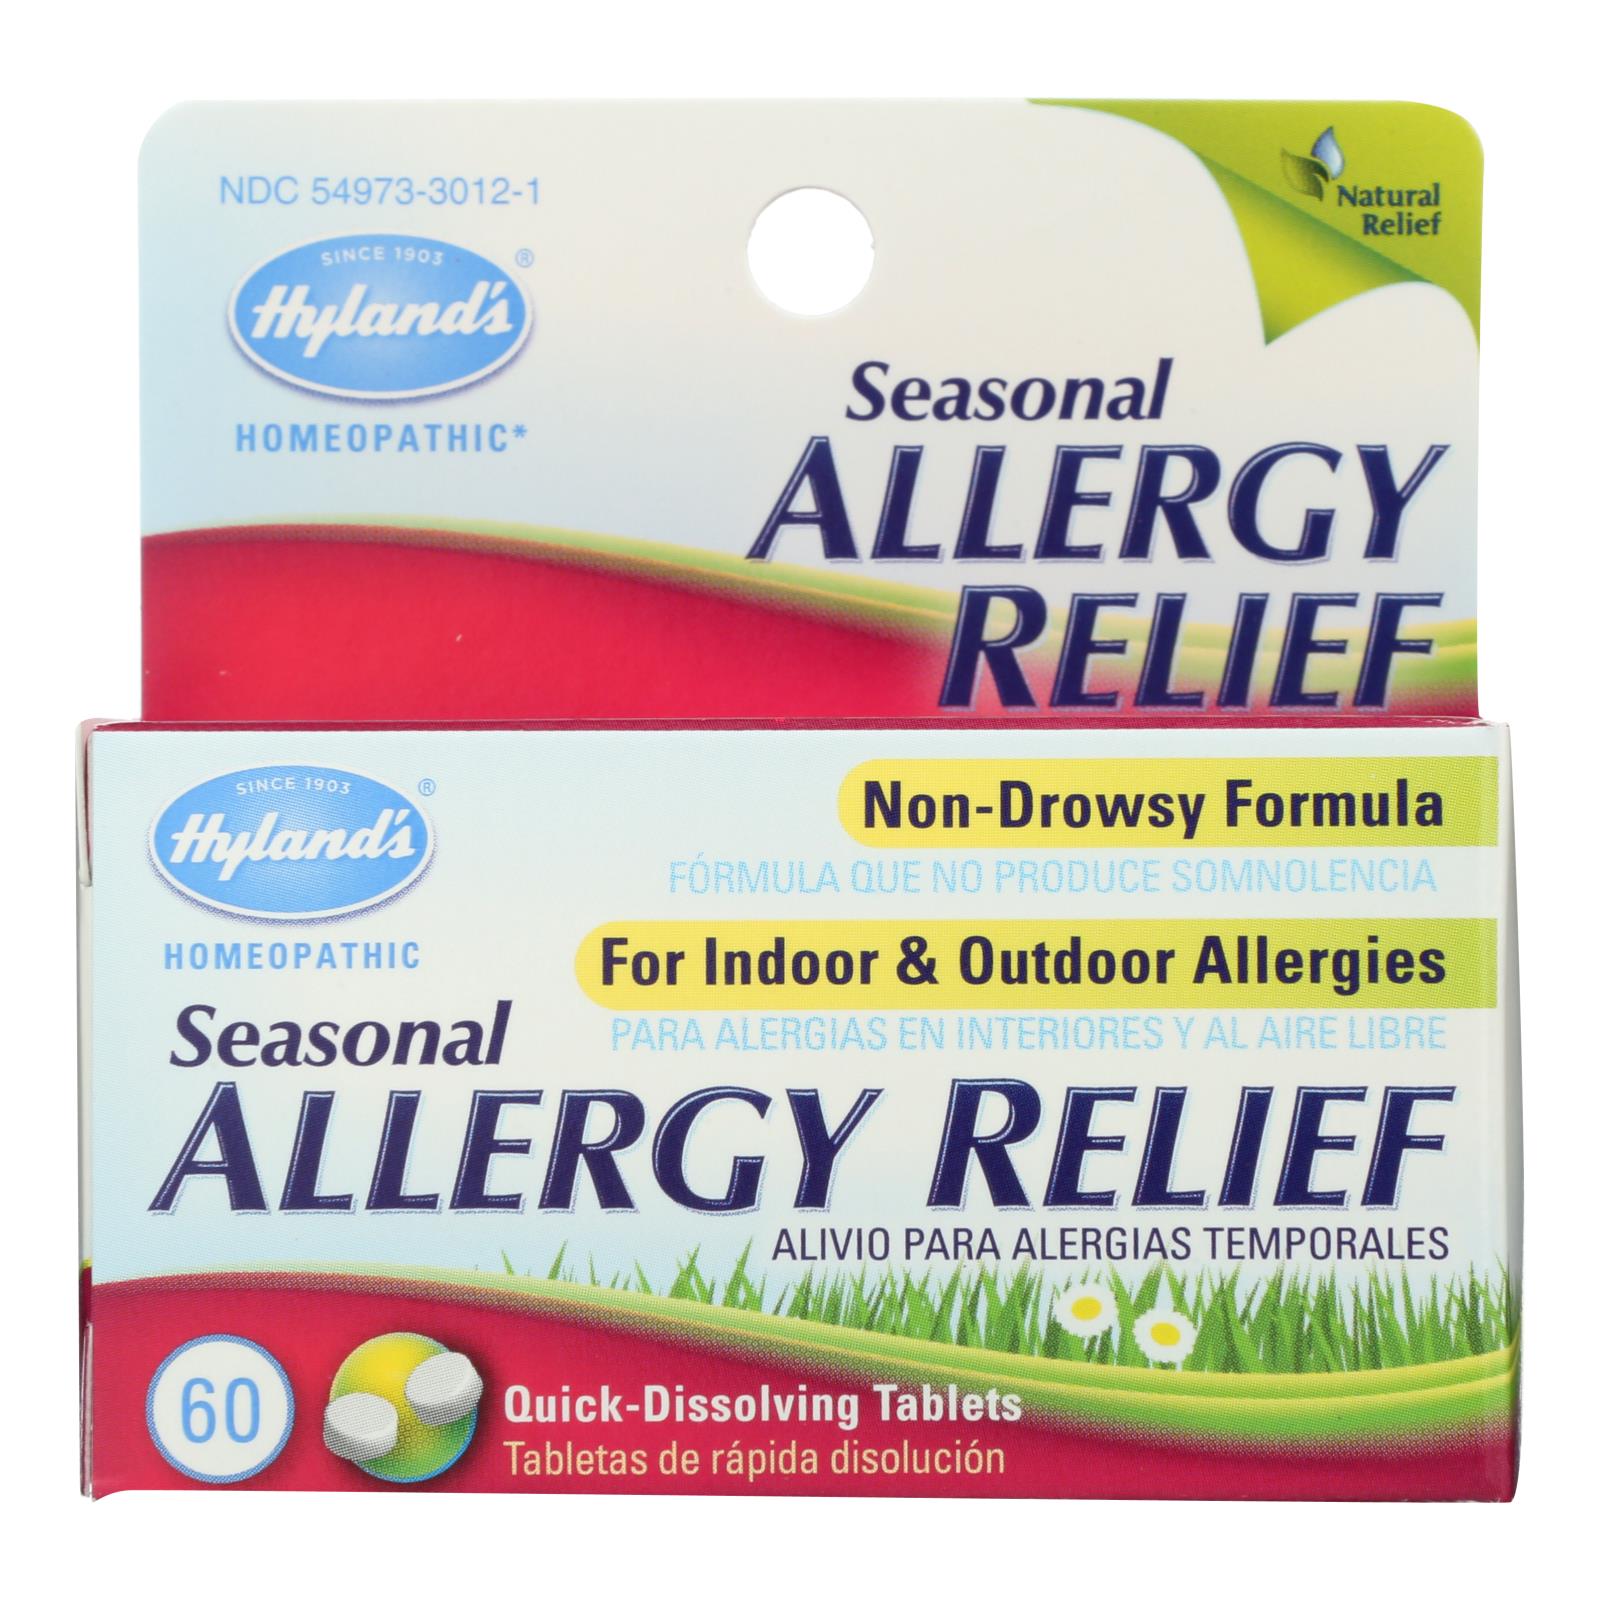 NDC 54973-3012-1
SINCE 1903
Hyland's®
HOMEOPATHIC*
Natural
Relief
Seasonal
ALLERGY
RELIEF
SINCE 1903
Hyland's®
HOMEOPATHIC
Non-Drowsy Formula
FÓRMULA QUE NO PRODUCE SOMNOLENCIA
For Indoor & Outdoor Allergies
PARA ALERGIAS EN INTERIORES Y AL AIRE LIBRE
Seasonal
ALLERGY RELIEF
ALIVIO PARA ALERGIAS TEMPORALES
60
Quick-Dissolving Tablets
Tabletas de rápida disolución